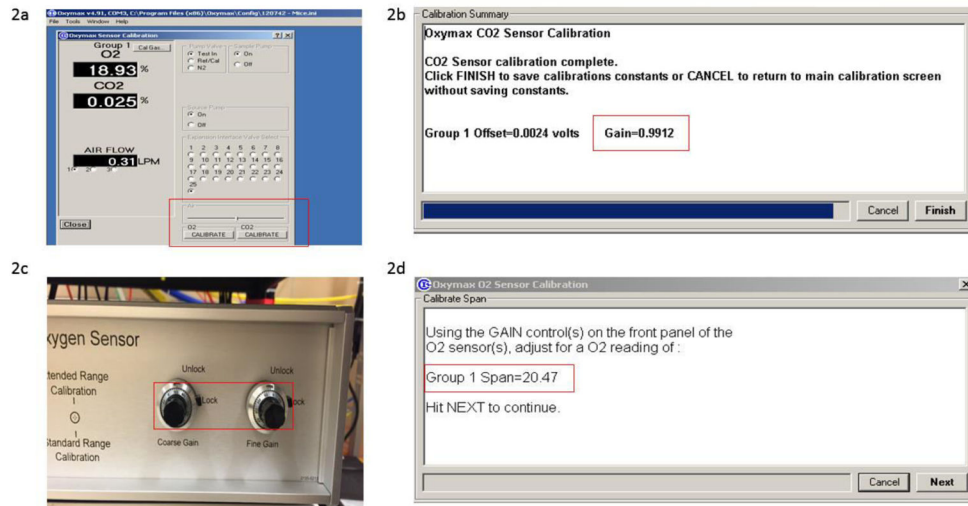 2a
Oxymax v4.91, COM3, C:\Program Files (x86)\Oxymax\Config\120742 - Mice.ini
File Tools Window Help
Oxymax Sensor Calibration
Group 1 Cal Gas...
O2
18.93 %
CO2
0.025 %
AIR FLOW
0.31 LPM
1 2 3
Close
Pump Valve
Test In
Ref/Cal
N2
Sample Pump
On
Off
On
Off
Expansion Interface Valve Select
1 2 3 4 5 6 7 8
9 10 11 12 13 14 15 16
17 18 19 20 21 22 23 24
25
O2 CO2
CALIBRATE CALIBRATE
2b
Calibration Summary
Oxymax CO2 Sensor Calibration
CO2 Sensor calibration complete.
Click FINISH to save calibrations constants or CANCEL to return to main calibration screen
without saving constants.
Group 1 Offset=0.0024 volts Gain=0.9912
Cancel Finish
2c
xygen Sensor
tended Range
Calibration
Standard Range
Calibration
Unlock Unlock
Lock ock
Coarse Gain Fine Gain
2d
Oxymax O2 Sensor Calibration
Calibrate Span
Using the GAIN control(s) on the front panel of the
O2 sensor(s), adjust for a O2 reading of :
Group 1 Span=20.47
Hit NEXT to continue.
Cancel Next